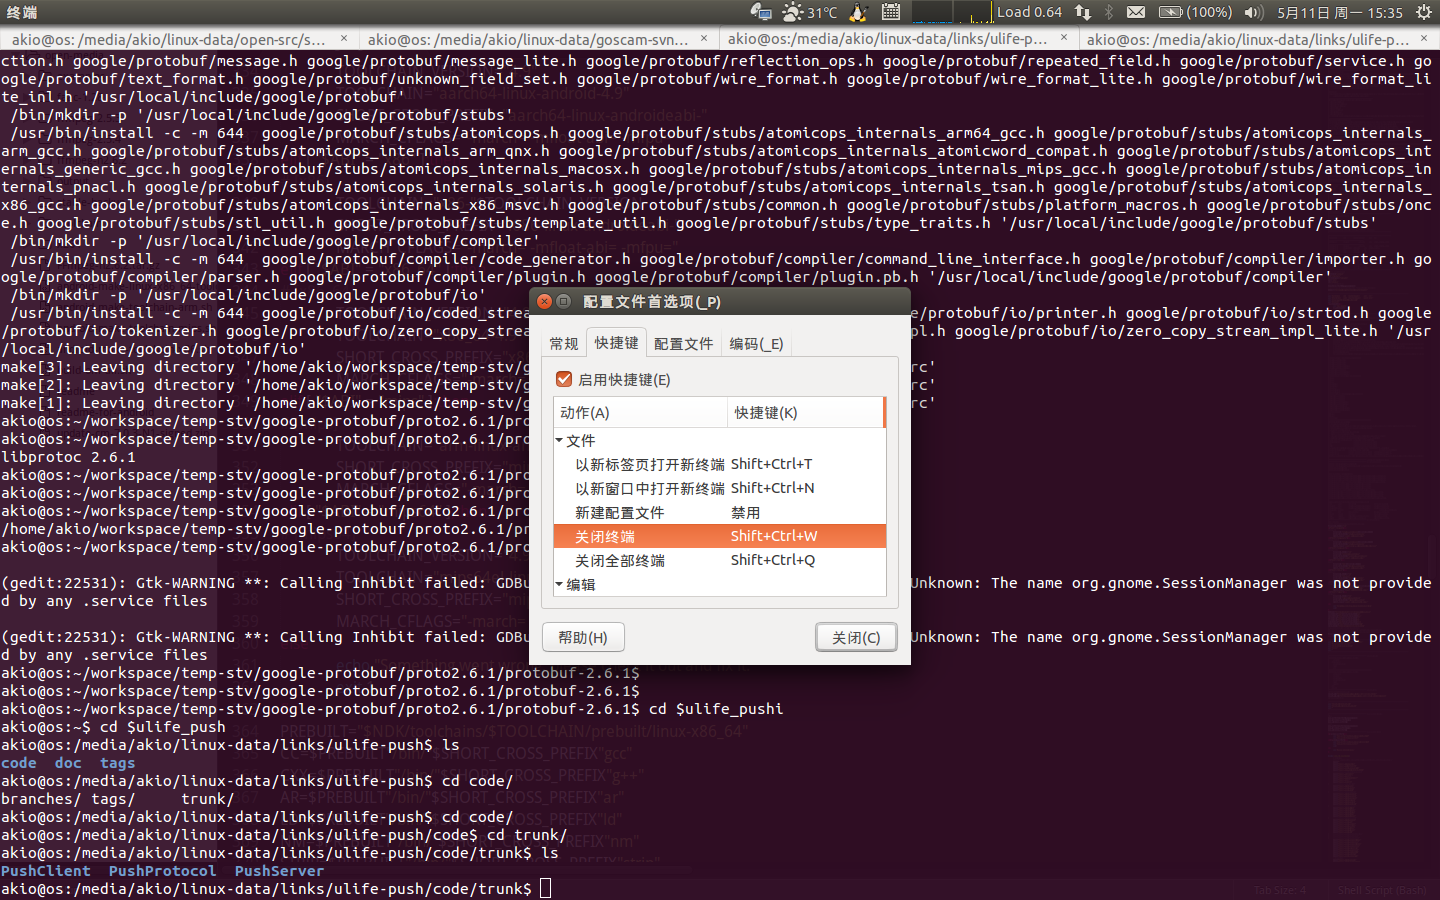 终端
31℃
Load 0.64
(100%)
5月11日 周一 15:35
akio@os: /media/akio/linux-data/open-src/s...
akio@os: /media/akio/linux-data/goscam-svn...
akio@os: /media/akio/linux-data/links/ulife-p...
akio@os: /media/akio/linux-data/links/ulife-p...
ction.h google/protobuf/message.h google/protobuf/message_lite.h google/protobuf/reflection_ops.h google/protobuf/repeated_field.h google/protobuf/service.h go
ogle/protobuf/text_format.h google/protobuf/unknown_field_set.h google/protobuf/wire_format.h google/protobuf/wire_format_lite.h google/protobuf/wire_format_li
te_inl.h '/usr/local/include/google/protobuf'
/bin/mkdir -p '/usr/local/include/google/protobuf/stubs'
/usr/bin/install -c -m 644  google/protobuf/stubs/atomicops.h google/protobuf/stubs/atomicops_internals_arm64_gcc.h google/protobuf/stubs/atomicops_internals_
arm_gcc.h google/protobuf/stubs/atomicops_internals_arm_qnx.h google/protobuf/stubs/atomicops_internals_atomicword_compat.h google/protobuf/stubs/atomicops_int
ernals_generic_gcc.h google/protobuf/stubs/atomicops_internals_macosx.h google/protobuf/stubs/atomicops_internals_mips_gcc.h google/protobuf/stubs/atomicops_in
ternals_pnacl.h google/protobuf/stubs/atomicops_internals_solaris.h google/protobuf/stubs/atomicops_internals_tsan.h google/protobuf/stubs/atomicops_internals_
x86_gcc.h google/protobuf/stubs/atomicops_internals_x86_msvc.h google/protobuf/stubs/common.h google/protobuf/stubs/platform_macros.h google/protobuf/stubs/onc
e.h google/protobuf/stubs/stl_util.h google/protobuf/stubs/template_util.h google/protobuf/stubs/type_traits.h '/usr/local/include/google/protobuf/stubs'
/bin/mkdir -p '/usr/local/include/google/protobuf/compiler'
/usr/bin/install -c -m 644  google/protobuf/compiler/code_generator.h google/protobuf/compiler/command_line_interface.h google/protobuf/compiler/importer.h go
ogle/protobuf/compiler/parser.h google/protobuf/compiler/plugin.h google/protobuf/compiler/plugin.pb.h '/usr/local/include/google/protobuf/compiler'
/bin/mkdir -p '/usr/local/include/google/protobuf/io'
/usr/bin/install -c -m 644  google/protobuf/io/coded_strea e/protobuf/io/printer.h google/protobuf/io/strtod.h google
/protobuf/io/tokenizer.h google/protobuf/io/zero_copy_strea pl.h google/protobuf/io/zero_copy_stream_impl_lite.h '/usr
/local/include/google/protobuf/io'
make[3]: Leaving directory '/home/akio/workspace/temp-stv/g rc'
make[2]: Leaving directory '/home/akio/workspace/temp-stv/g rc'
make[1]: Leaving directory '/home/akio/workspace/temp-stv/g rc'
akio@os:~/workspace/temp-stv/google-protobuf/proto2.6.1/pro
akio@os:~/workspace/temp-stv/google-protobuf/proto2.6.1/pro
libprotoc 2.6.1
akio@os:~/workspace/temp-stv/google-protobuf/proto2.6.1/pro
akio@os:~/workspace/temp-stv/google-protobuf/proto2.6.1/pro
akio@os:~/workspace/temp-stv/google-protobuf/proto2.6.1/pro
/home/akio/workspace/temp-stv/google-protobuf/proto2.6.1/pr
akio@os:~/workspace/temp-stv/google-protobuf/proto2.6.1/pro
(gedit:22531): Gtk-WARNING **: Calling Inhibit failed: GDBu Unknown: The name org.gnome.SessionManager was not provide
d by any .service files
(gedit:22531): Gtk-WARNING **: Calling Inhibit failed: GDBu Unknown: The name org.gnome.SessionManager was not provide
d by any .service files
akio@os:~/workspace/temp-stv/google-protobuf/proto2.6.1/protobuf-2.6.1$
akio@os:~/workspace/temp-stv/google-protobuf/proto2.6.1/protobuf-2.6.1$
akio@os:~/workspace/temp-stv/google-protobuf/proto2.6.1/protobuf-2.6.1$ cd $ulife_pushi
akio@os:~$ cd $ulife_push
akio@os:/media/akio/linux-data/links/ulife-push$ ls
code  doc  tags
akio@os:/media/akio/linux-data/links/ulife-push$ cd code/
branches/ tags/     trunk/
akio@os:/media/akio/linux-data/links/ulife-push$ cd code/
akio@os:/media/akio/linux-data/links/ulife-push/code$ cd trunk/
akio@os:/media/akio/linux-data/links/ulife-push/code/trunk$ ls
PushClient  PushProtocol  PushServer
akio@os:/media/akio/linux-data/links/ulife-push/code/trunk$
配置文件首选项(_P)
常规 快捷键 配置文件 编码(_E)
启用快捷键(E)
动作(A) 快捷键(K)
文件
以新标签页打开新终端 Shift+Ctrl+T
以新窗口中打开新终端 Shift+Ctrl+N
新建配置文件 禁用
关闭终端 Shift+Ctrl+W
关闭全部终端 Shift+Ctrl+Q
编辑
帮助(H) 关闭(C)